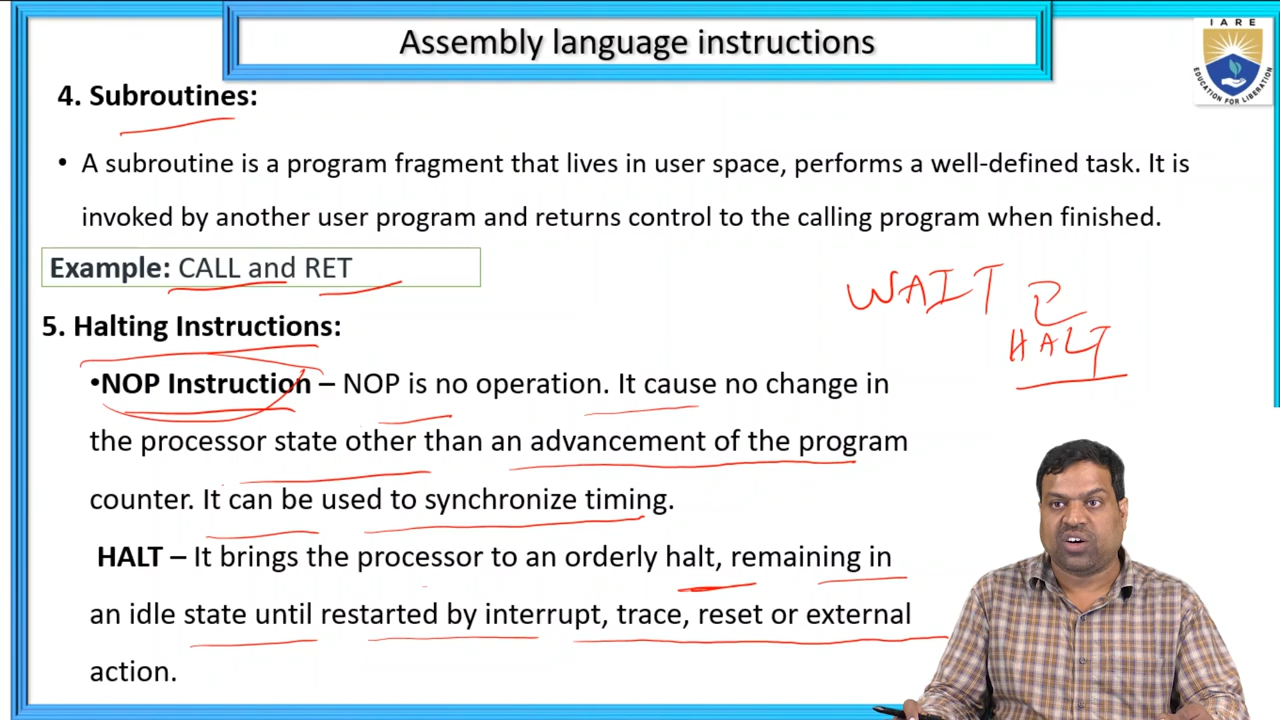 Assembly language instructions
IARE
EDUCATION FOR LIBERATION
4. Subroutines:
• A subroutine is a program fragment that lives in user space, performs a well-defined task. It is
invoked by another user program and returns control to the calling program when finished.
Example: CALL and RET
WAIT
HALT
5. Halting Instructions:
•NOP Instruction – NOP is no operation. It cause no change in
the processor state other than an advancement of the program
counter. It can be used to synchronize timing.
HALT – It brings the processor to an orderly halt, remaining in
an idle state until restarted by interrupt, trace, reset or external
action.